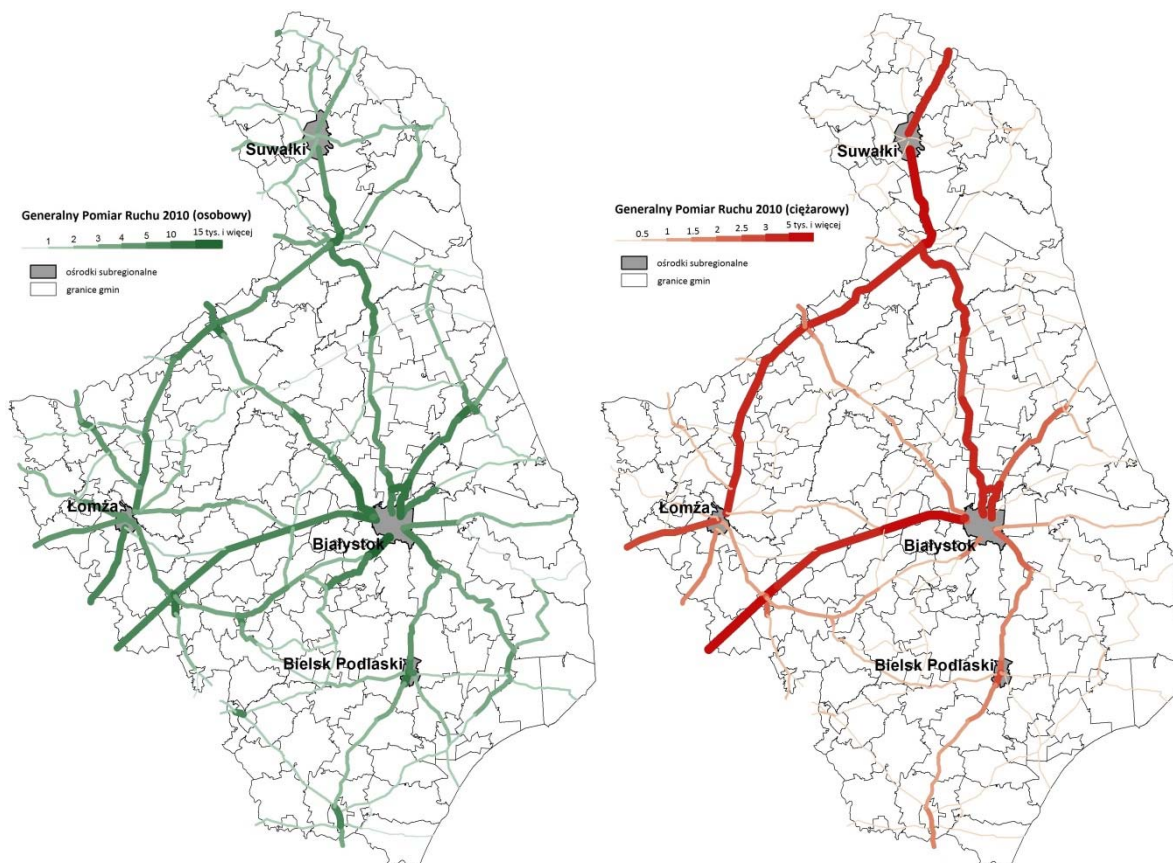 Suwałki
Generalny Pomiar Ruchu 2010 (osobowy)
1 2 3 4 5 10 15 tys. i więcej
ośrodki subregionalne
granice gmin
Łomża
Białystok
Bielsk Podlaski
Suwałki
Generalny Pomiar Ruchu 2010 (ciężarowy)
0.5 1 1.5 2 2.5 3 5 tys. i więcej
ośrodki subregionalne
granice gmin
Łomża
Białystok
Bielsk Podlaski